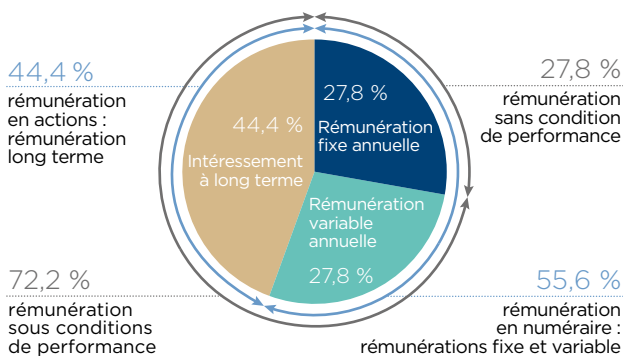 44,4 %
rémunération
en actions :
rémunération
long terme
27,8 %
rémunération
sans condition
de performance
27,8 %
Rémunération
fixe annuelle
44,4 %
Intéressement
à long terme
Rémunération
variable
annuelle
27,8 %
72,2 %
rémunération
sous conditions
de performance
55,6 %
rémunération
en numéraire :
rémunérations fixe et variable